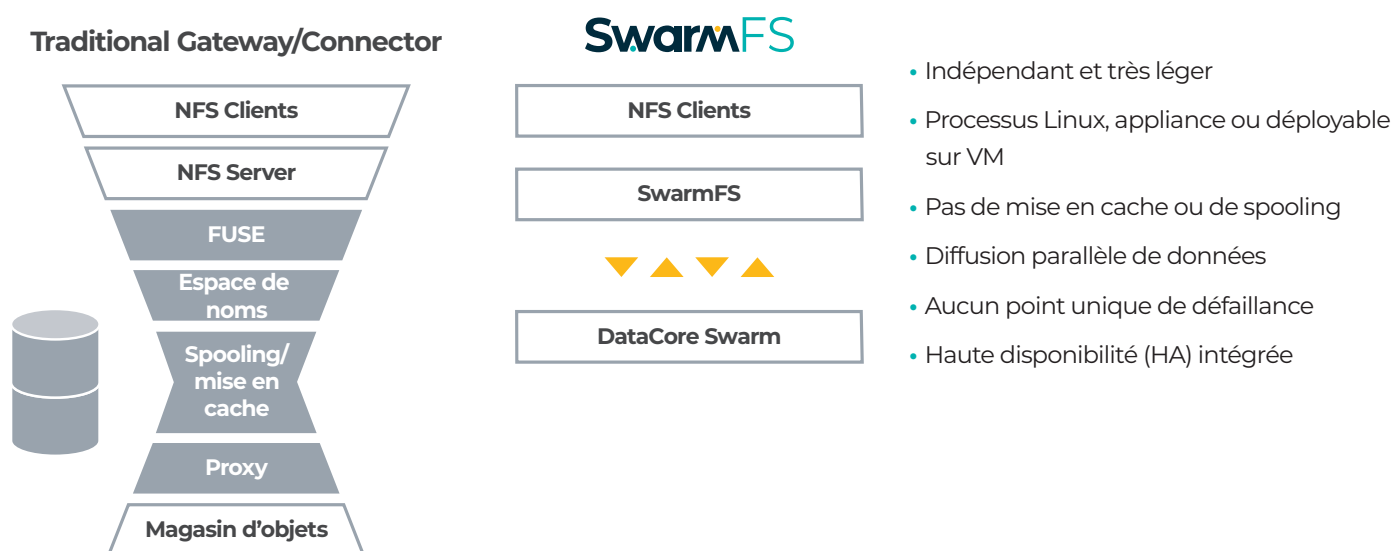 Traditional Gateway/Connector
NFS Clients
NFS Server
FUSE
Espace de
noms
Spooling/
mise en
cache
Proxy
Magasin d’objets
SwarmFS
NFS Clients
SwarmFS
DataCore Swarm
• Indépendant et très léger
• Processus Linux, appliance ou déployable
sur VM
• Pas de mise en cache ou de spooling
• Diffusion parallèle de données
• Aucun point unique de défaillance
• Haute disponibilité (HA) intégrée